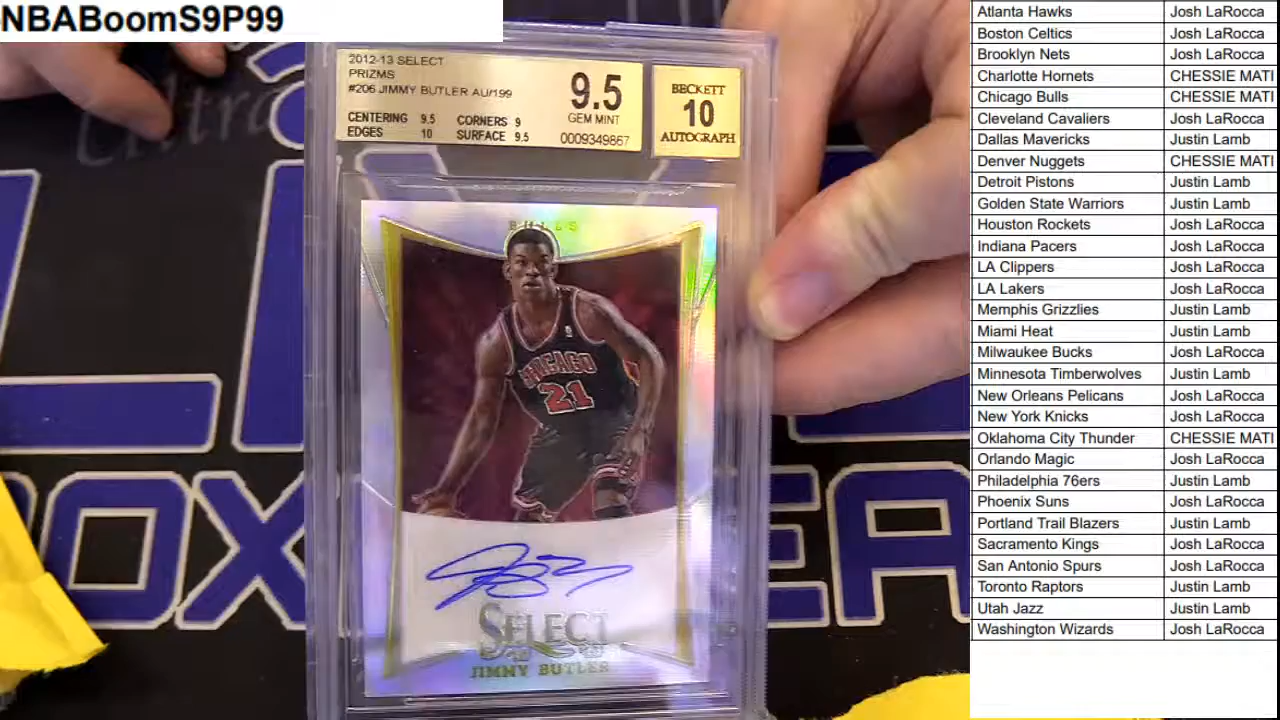 NBABoomS9P99
2012-13 SELECT
PRIZMS
#206 JIMMY BUTLER AU/199
CENTERING 9.5 CORNERS 9
EDGES 10 SURFACE 9.5
9.5
GEM MINT
0009349867
BECKETT
10
AUTOGRAPH
BULLS
CHICAGO
21
SELECT
JIMMY BUTLER
Ultra
OX
EA
Atlanta Hawks Josh LaRocca
Boston Celtics Josh LaRocca
Brooklyn Nets Josh LaRocca
Charlotte Hornets CHESSIE MATI
Chicago Bulls CHESSIE MATI
Cleveland Cavaliers Josh LaRocca
Dallas Mavericks Justin Lamb
Denver Nuggets CHESSIE MATI
Detroit Pistons Justin Lamb
Golden State Warriors Justin Lamb
Houston Rockets Josh LaRocca
Indiana Pacers Josh LaRocca
LA Clippers Josh LaRocca
LA Lakers Josh LaRocca
Memphis Grizzlies Justin Lamb
Miami Heat Justin Lamb
Milwaukee Bucks Josh LaRocca
Minnesota Timberwolves Justin Lamb
New Orleans Pelicans Josh LaRocca
New York Knicks Josh LaRocca
Oklahoma City Thunder CHESSIE MATI
Orlando Magic Josh LaRocca
Philadelphia 76ers Justin Lamb
Phoenix Suns Josh LaRocca
Portland Trail Blazers Justin Lamb
Sacramento Kings Josh LaRocca
San Antonio Spurs Josh LaRocca
Toronto Raptors Justin Lamb
Utah Jazz Justin Lamb
Washington Wizards Josh LaRocca